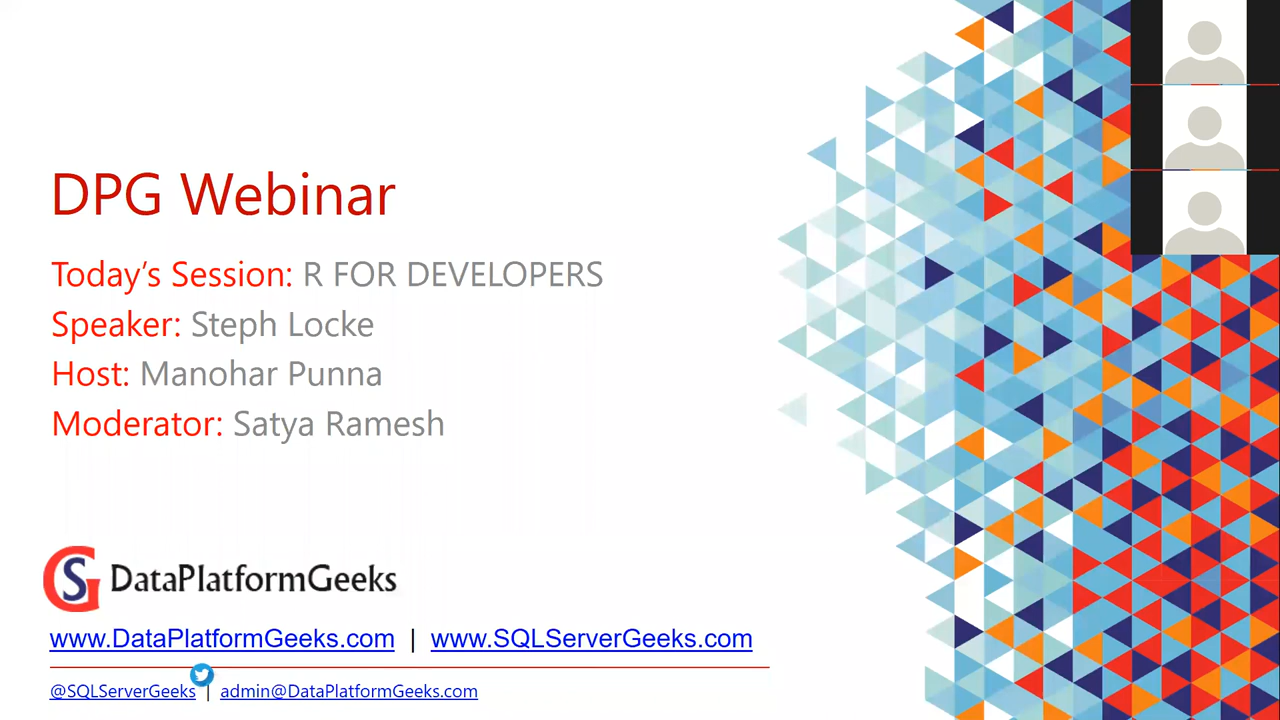 DPG Webinar
Today’s Session: R FOR DEVELOPERS
Speaker: Steph Locke
Host: Manohar Punna
Moderator: Satya Ramesh
SG DataPlatformGeeks
www.DataPlatformGeeks.com | www.SQLServerGeeks.com
@SQLServerGeeks | admin@DataPlatformGeeks.com